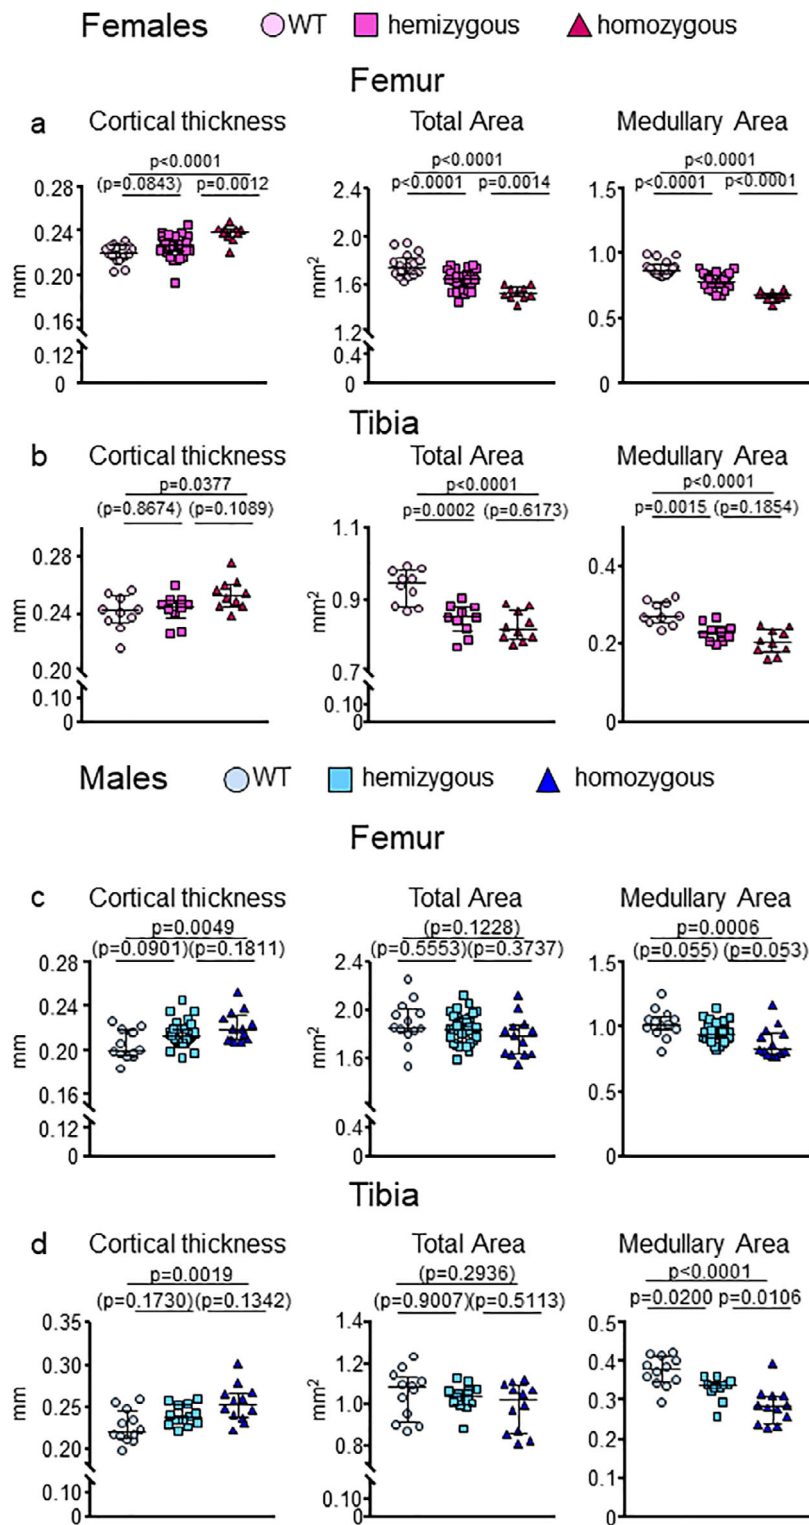 Females WT hemizygous homozygous
Femur
a Cortical thickness Total Area Medullary Area
p<0.0001 p<0.0001 p<0.0001
(p=0.0843) p=0.0012 p<0.0001 p=0.0014 p<0.0001 p<0.0001
0.28 2.4 1.5
0.24 2.0 1.0
mm 0.20 mm² 1.6 0.5
0.16 1.2
0.12 0.4
0 0 0
Tibia
b Cortical thickness Total Area Medullary Area
p=0.0377 p<0.0001 p<0.0001
(p=0.8674) (p=0.1089) p=0.0002 (p=0.6173) p=0.0015 (p=0.1854)
0.28 1.1 0.4
mm 0.24 mm² 0.9 0.2
0.20 0.7
0.10 0.10
0 0 0
Males WT hemizygous homozygous
Femur
c Cortical thickness Total Area Medullary Area
p=0.0049 (p=0.1228) p=0.0006
(p=0.0901) (p=0.1811) (p=0.5553) (p=0.3737) (p=0.055) (p=0.053)
0.28 2.4 1.5
0.24 2.0 1.0
mm 0.20 mm² 1.6 0.5
0.16
0.12 0.4
0 0 0
Tibia
d Cortical thickness Total Area Medullary Area
p=0.0019 (p=0.2936) p<0.0001
(p=0.1730) (p=0.1342) (p=0.9007) (p=0.5113) p=0.0200 p=0.0106
0.35 1.4 0.5
0.30 1.2 0.4
mm 0.25 mm² 1.0 0.3
0.20 0.8 0.2
0.10 0.10 0.1
0 0 0